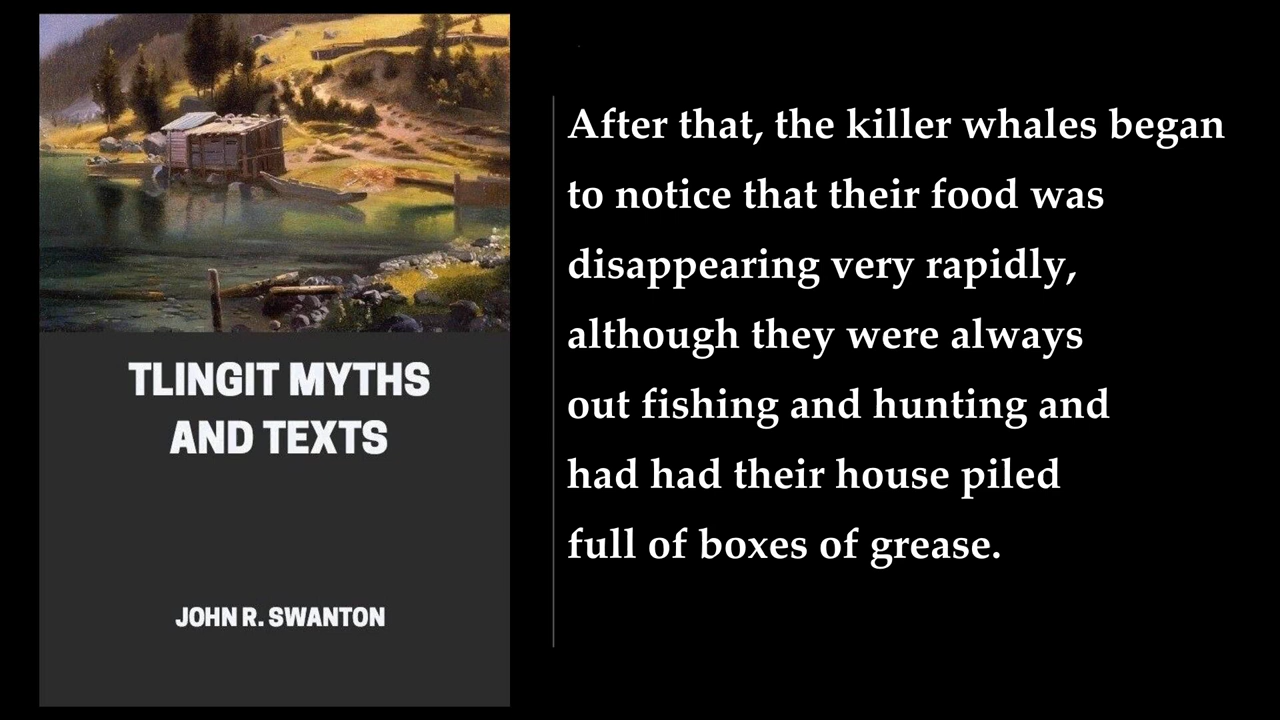 TLINGIT MYTHS
AND TEXTS
JOHN R. SWANTON
After that, the killer whales began
to notice that their food was
disappearing very rapidly,
although they were always
out fishing and hunting and
had had their house piled
full of boxes of grease.